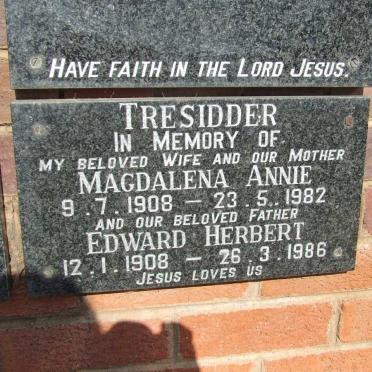 HAVE FAITH IN THE LORD JESUS.
TRESIDDER
IN MEMORY OF
MY BELOVED WIFE AND OUR MOTHER
MAGDALENA ANNIE
9.7.1908 — 23.5.1982
AND OUR BELOVED FATHER
EDWARD HERBERT
12.1.1908 — 26.3.1986
JESUS LOVES US